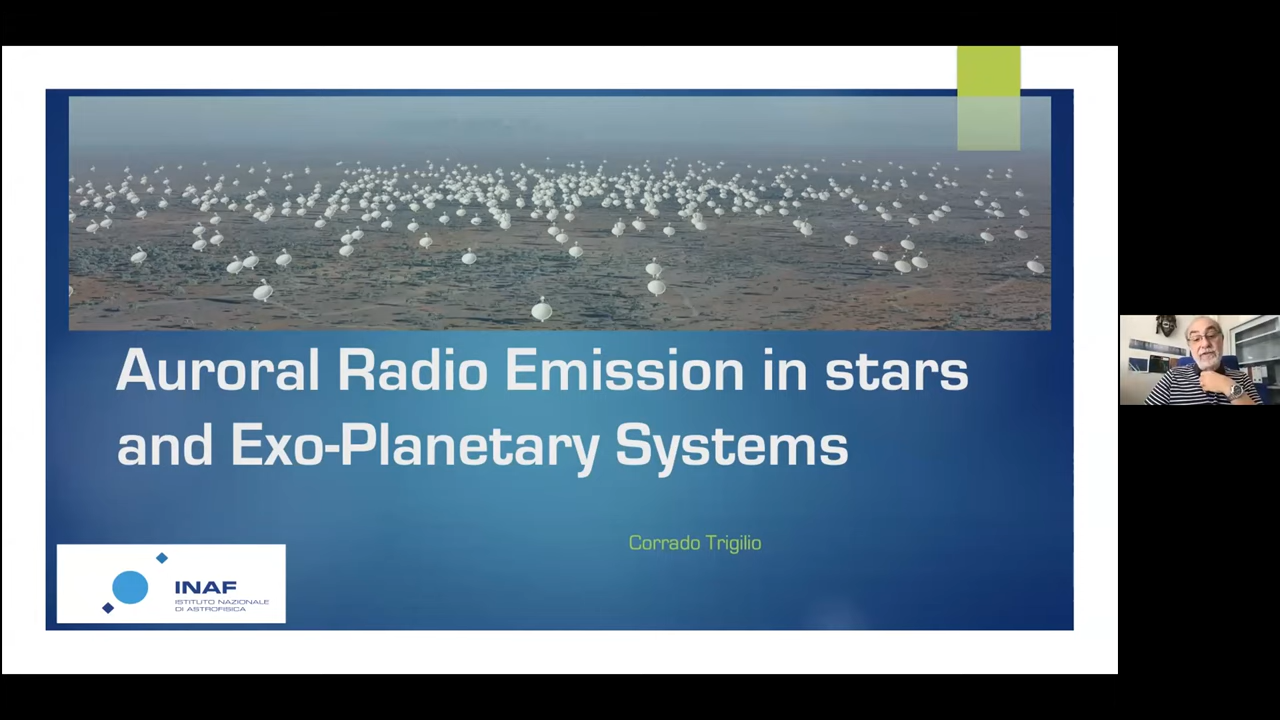 Auroral Radio Emission in stars
and Exo-Planetary Systems
Corrado Trigilio
INAF
ISTITUTO NAZIONALE
DI ASTROFISICA